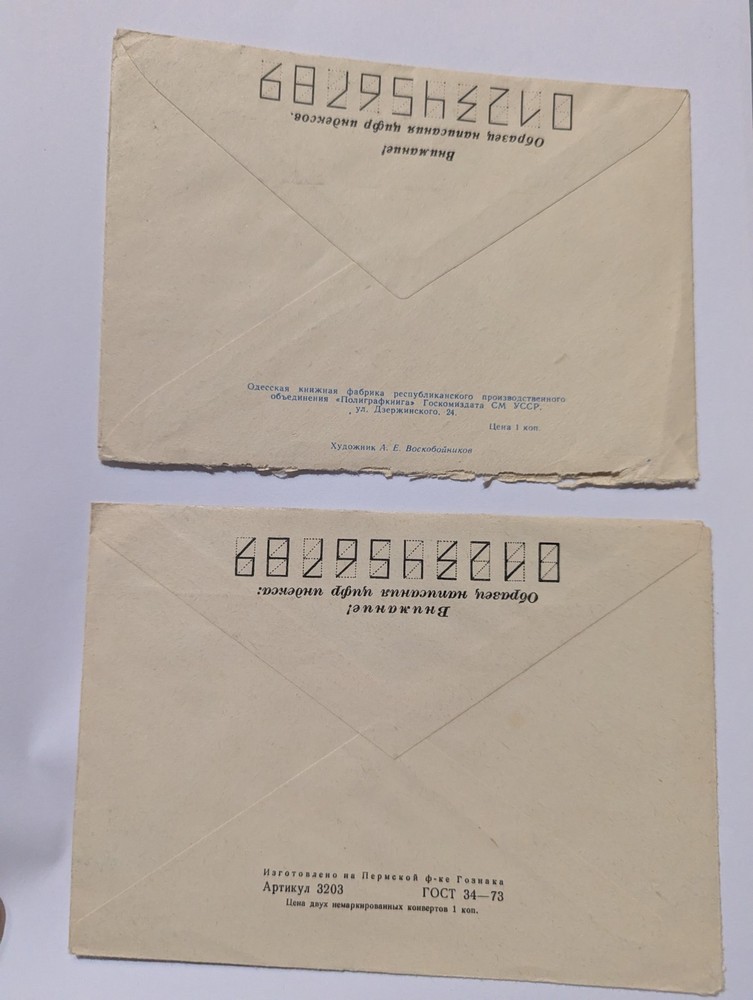 Внимание!
Образец написания цифр индексов.
0123456789
Одесская книжная фабрика республиканского производственного
объединения «Полиграфкнига» Госкомиздата СМ УССР,
ул. Дзержинского, 24.
Цена 1 коп.
Художник А. Е. Воскобойников
Внимание!
Образец написания цифр индекса:
0123456789
Изготовлено на Пермской ф-ке Гознака
Артикул 3203 ГОСТ 34—73
Цена двух немаркированных конвертов 1 коп.